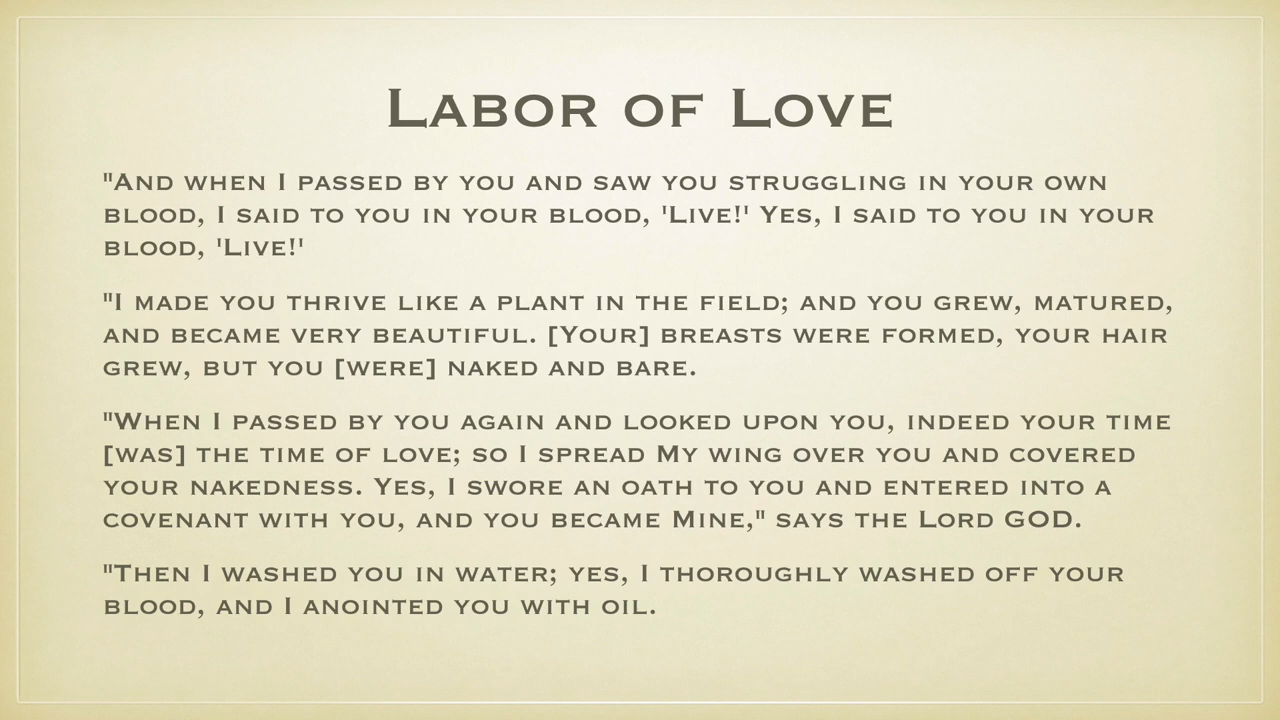 Labor of Love
"And when I passed by you and saw you struggling in your own
blood, I said to you in your blood, 'Live!' Yes, I said to you in your
blood, 'Live!'
"I made you thrive like a plant in the field; and you grew, matured,
and became very beautiful. [Your] breasts were formed, your hair
grew, but you [were] naked and bare.
"When I passed by you again and looked upon you, indeed your time
[was] the time of love; so I spread My wing over you and covered
your nakedness. Yes, I swore an oath to you and entered into a
covenant with you, and you became Mine," says the Lord GOD.
"Then I washed you in water; yes, I thoroughly washed off your
blood, and I anointed you with oil.